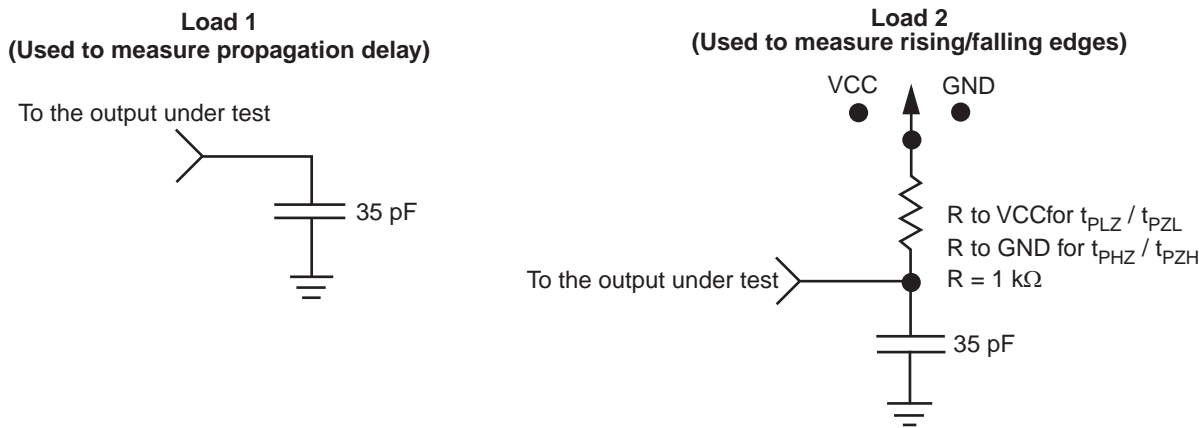 Load 1
(Used to measure propagation delay)
To the output under test
35 pF
Load 2
(Used to measure rising/falling edges)
VCC
GND
R to VCCfor tPLZ / tPZL
R to GND for tPHZ / tPZH
R = 1 kΩ
To the output under test
35 pF